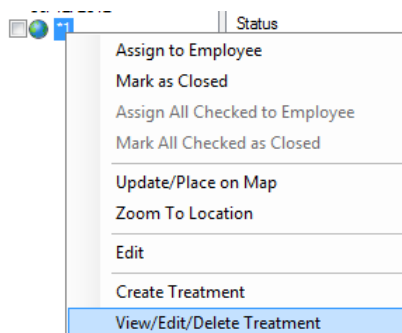 Status
*1
Assign to Employee
Mark as Closed
Assign All Checked to Employee
Mark All Checked as Closed
Update/Place on Map
Zoom To Location
Edit
Create Treatment
View/Edit/Delete Treatment